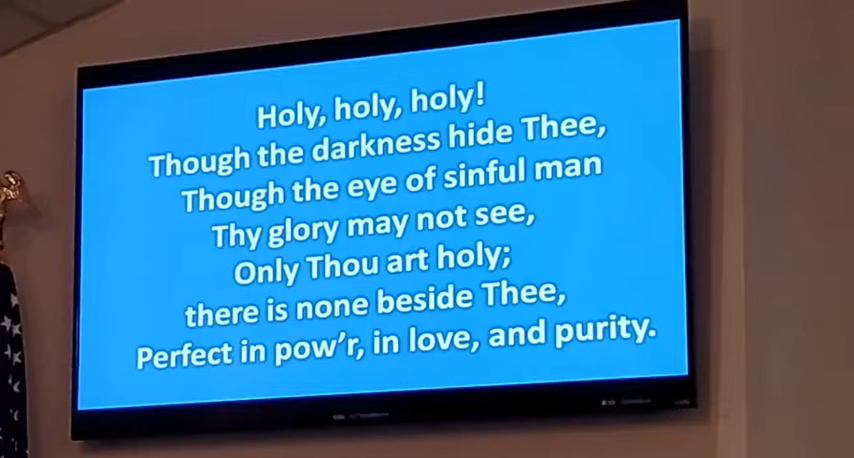 Holy, holy, holy!
Though the darkness hide Thee,
Though the eye of sinful man
Thy glory may not see,
Only Thou art holy;
there is none beside Thee,
Perfect in pow’r, in love, and purity.